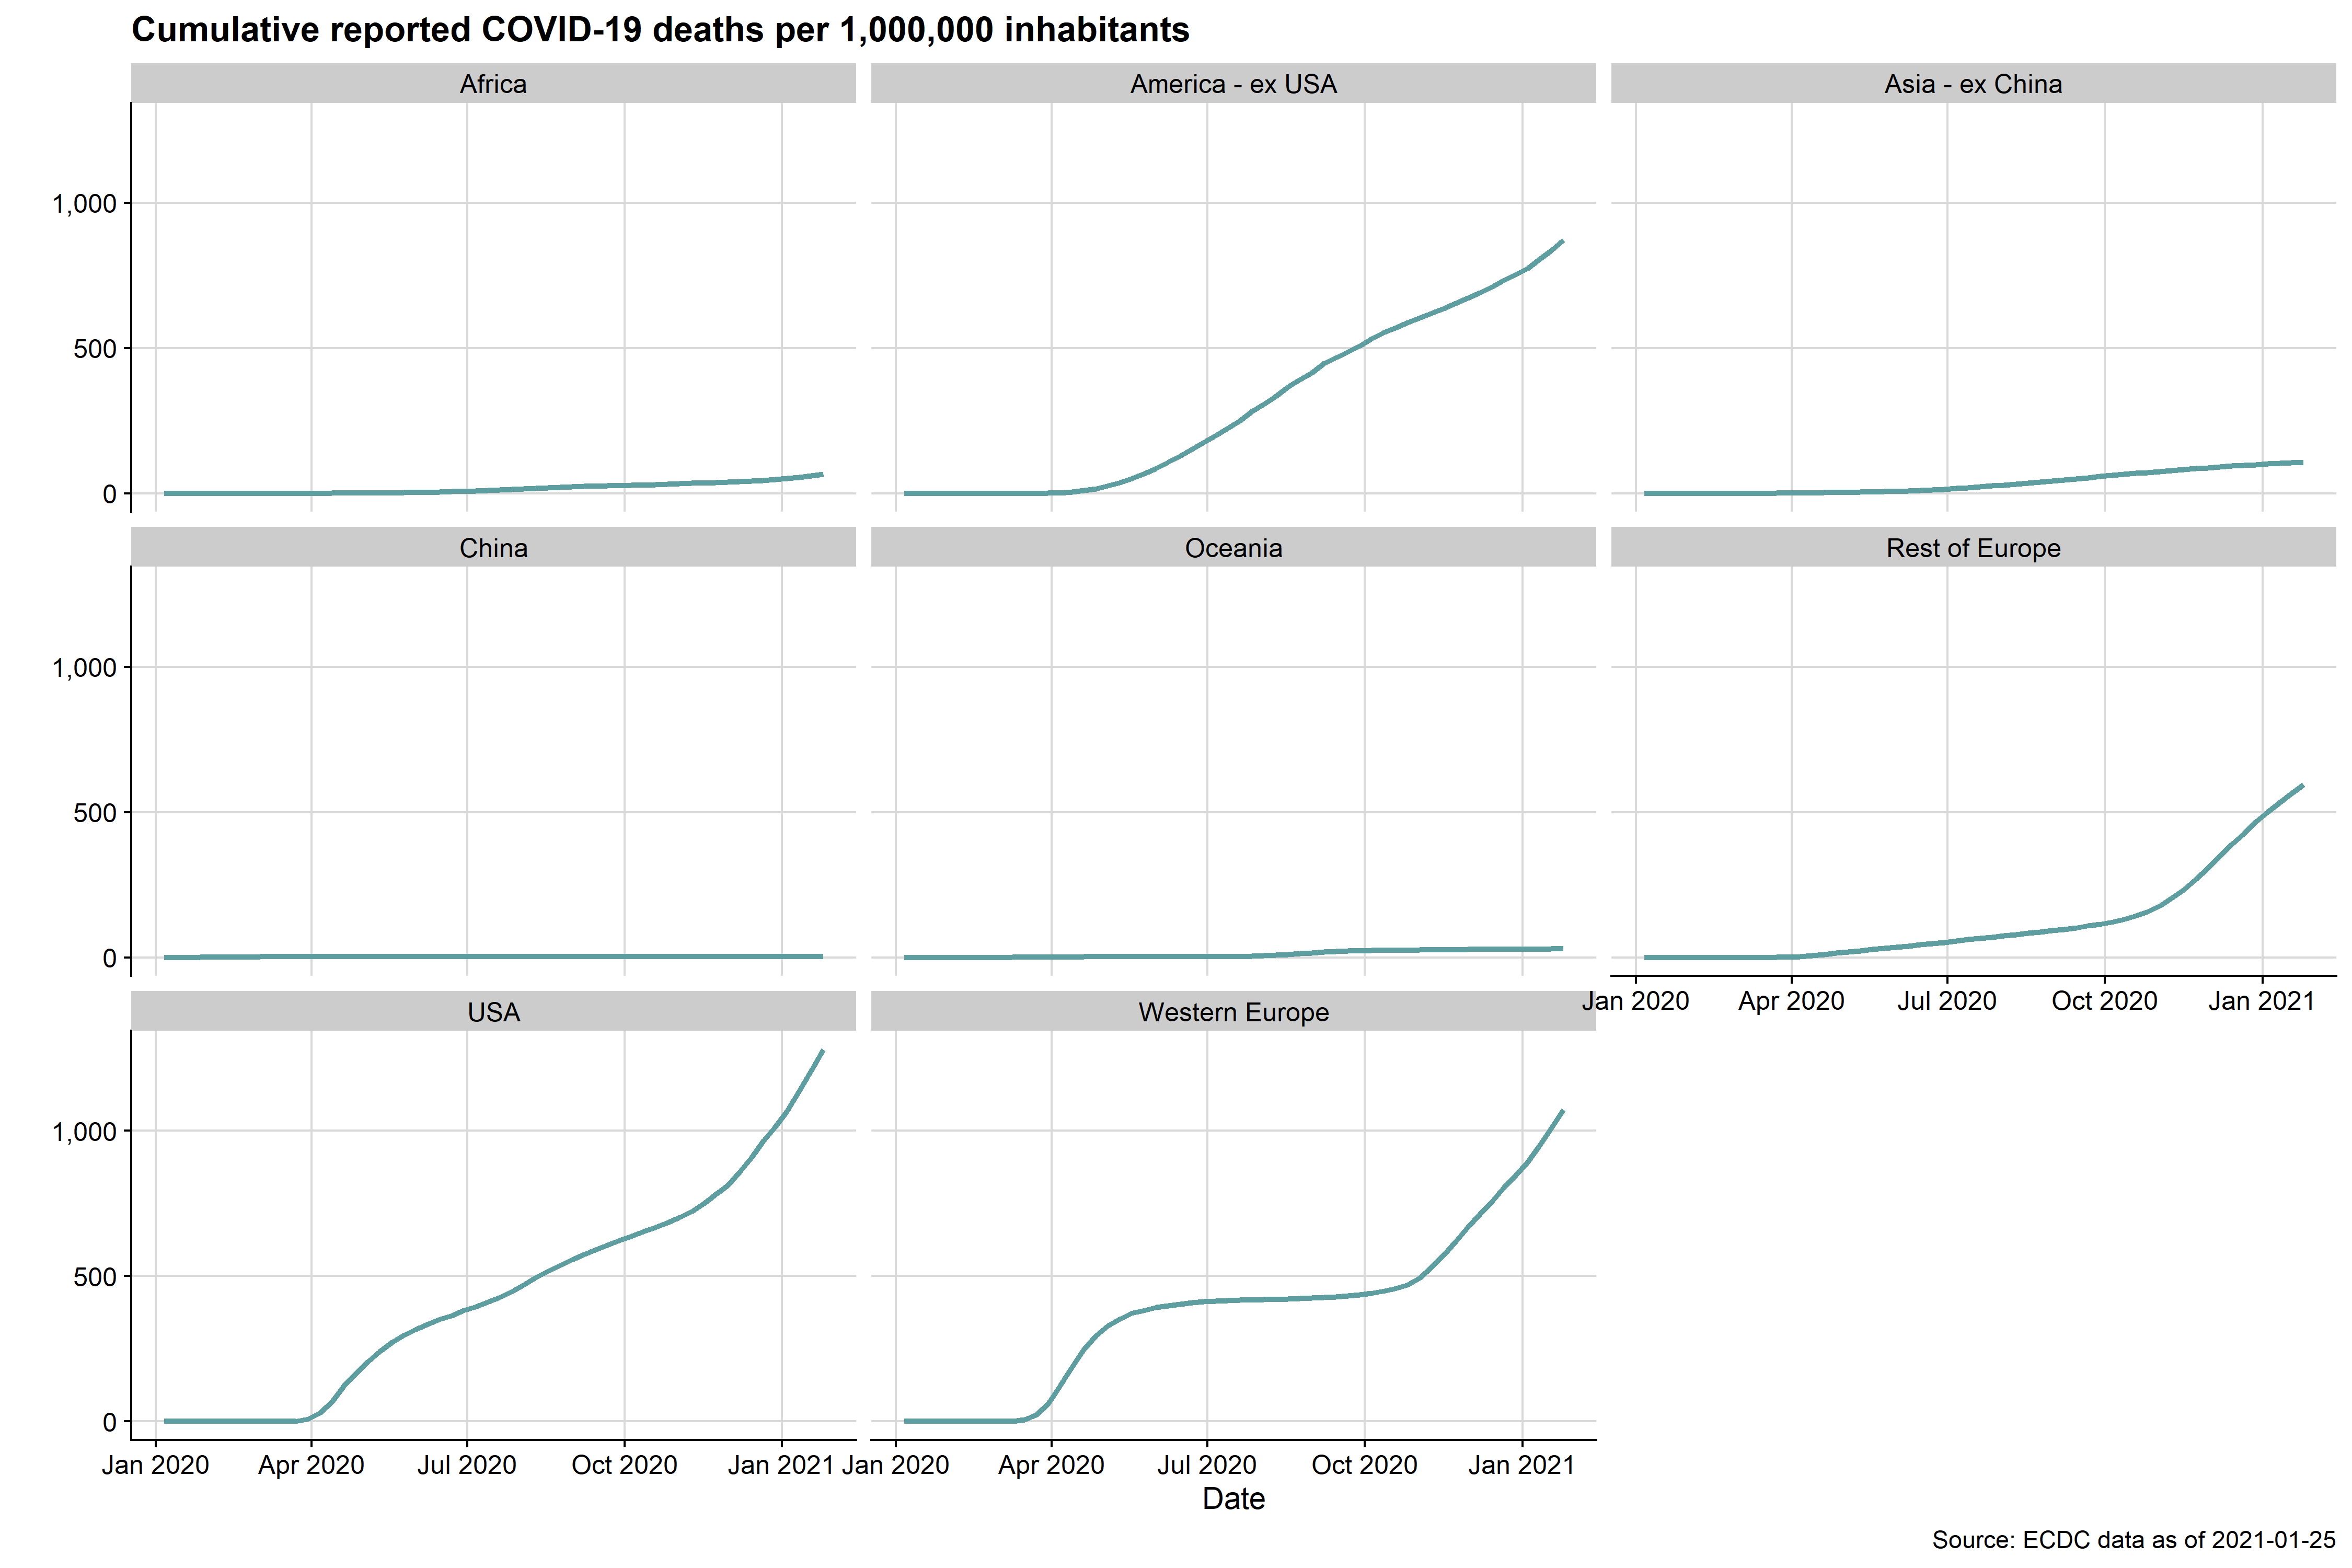 Cumulative reported COVID-19 deaths per 1,000,000 inhabitants
Africa
America - ex USA
Asia - ex China
1,000
500
0
China
Oceania
Rest of Europe
1,000
500
0
Jan 2020 Apr 2020 Jul 2020 Oct 2020 Jan 2021
USA
Western Europe
1,000
500
0
Jan 2020 Apr 2020 Jul 2020 Oct 2020 Jan 2021
Jan 2020 Apr 2020 Jul 2020 Oct 2020 Jan 2021
Date
Source: ECDC data as of 2021-01-25